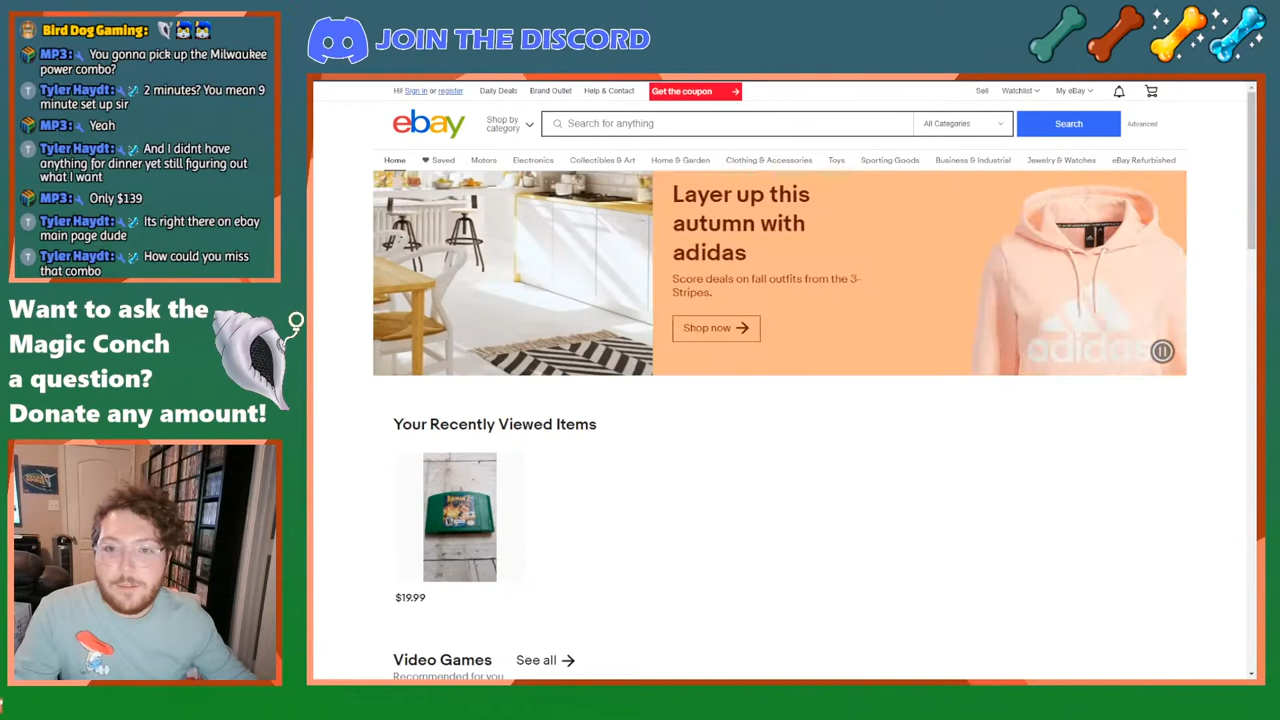 Bird Dog Gaming:
MP3: You gonna pick up the Milwaukee
power combo?
Tyler Haydt: 2 minutes? You mean 9
minute set up sir
MP3: Yeah
Tyler Haydt: And I didnt have
anything for dinner yet still figuring out
what I want
MP3: Only $139
Tyler Haydt: Its right there on ebay
main page dude
Tyler Haydt: How could you miss
that combo
Want to ask the
Magic Conch
a question?
Donate any amount!
JOIN THE DISCORD
Hi! Sign in or register
Daily Deals
Brand Outlet
Help & Contact
Get the coupon
Sell
Watchlist
My eBay
ebay
Shop by
category
Search for anything
All Categories
Search
Advanced
Home
Saved
Motors
Electronics
Collectibles & Art
Home & Garden
Clothing & Accessories
Toys
Sporting Goods
Business & Industrial
Jewelry & Watches
eBay Refurbished
Layer up this
autumn with
adidas
Score deals on fall outfits from the 3-
Stripes.
Shop now
adidas
Your Recently Viewed Items
$19.99
Video Games
See all
Recommended for you